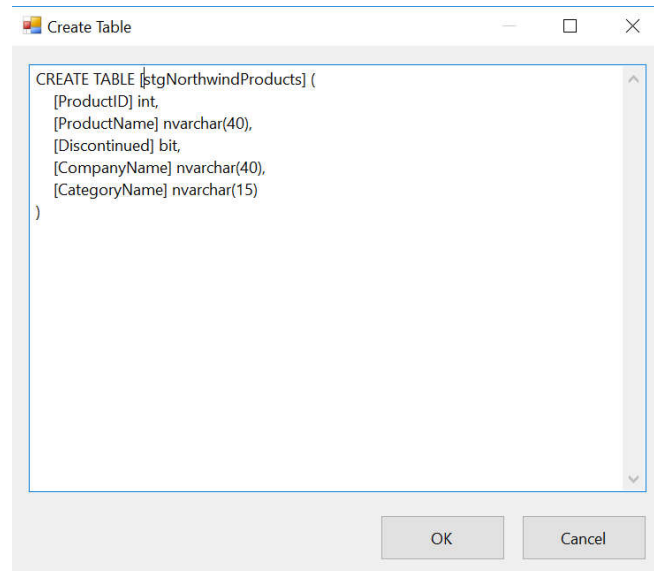 Create Table
CREATE TABLE [stgNorthwindProducts] (
[ProductID] int,
[ProductName] nvarchar(40),
[Discontinued] bit,
[CompanyName] nvarchar(40),
[CategoryName] nvarchar(15)
)
OK Cancel